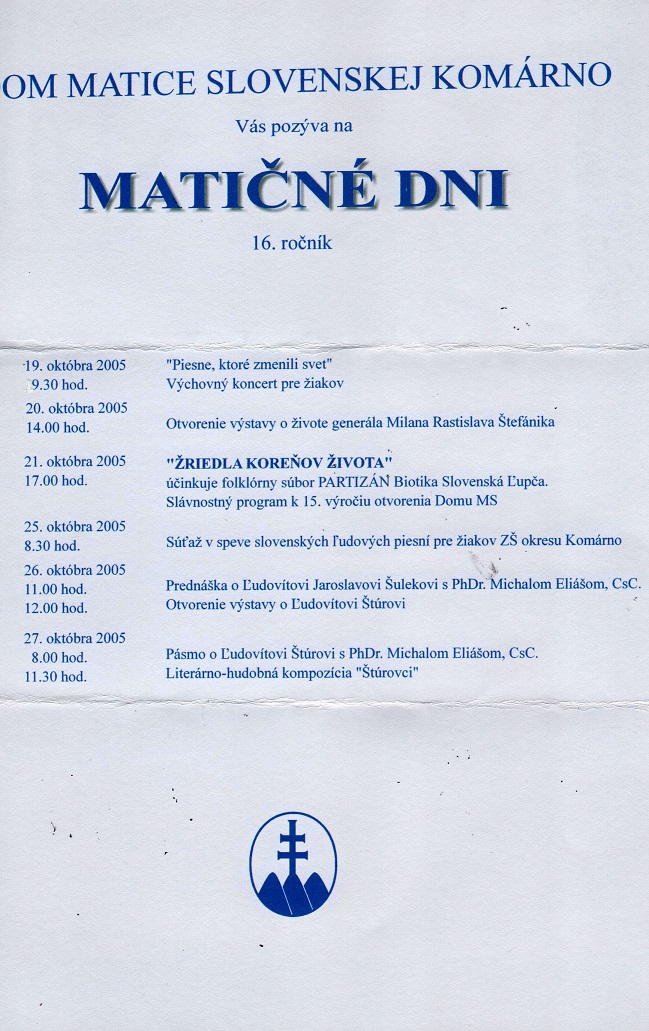 OM MATICE SLOVENSKEJ KOMÁRNO
Vás pozýva na
MATIČNÉ DNI
16. ročník
19. októbra 2005 "Piesne, ktoré zmenili svet"
9.30 hod. Výchovný koncert pre žiakov
20. októbra 2005
14.00 hod. Otvorenie výstavy o živote generála Milana Rastislava Štefánika
21. októbra 2005 "ŽRIEDLA KOREŇOV ŽIVOTA"
17.00 hod. účinkuje folklórny súbor PARTIZÁN Biotika Slovenská Ľupča.
Slávnostný program k 15. výročiu otvorenia Domu MS
25. októbra 2005
8.30 hod. Súťaž v speve slovenských ľudových piesní pre žiakov ZŠ okresu Komárno
26. októbra 2005
11.00 hod. Prednáška o Ľudovítovi Jaroslavovi Šulekovi s PhDr. Michalom Eliášom, CsC.
12.00 hod. Otvorenie výstavy o Ľudovítovi Štúrovi
27. októbra 2005
8.00 hod. Pásmo o Ľudovítovi Štúrovi s PhDr. Michalom Eliášom, CsC.
11.30 hod. Literárno-hudobná kompozícia "Štúrovci"